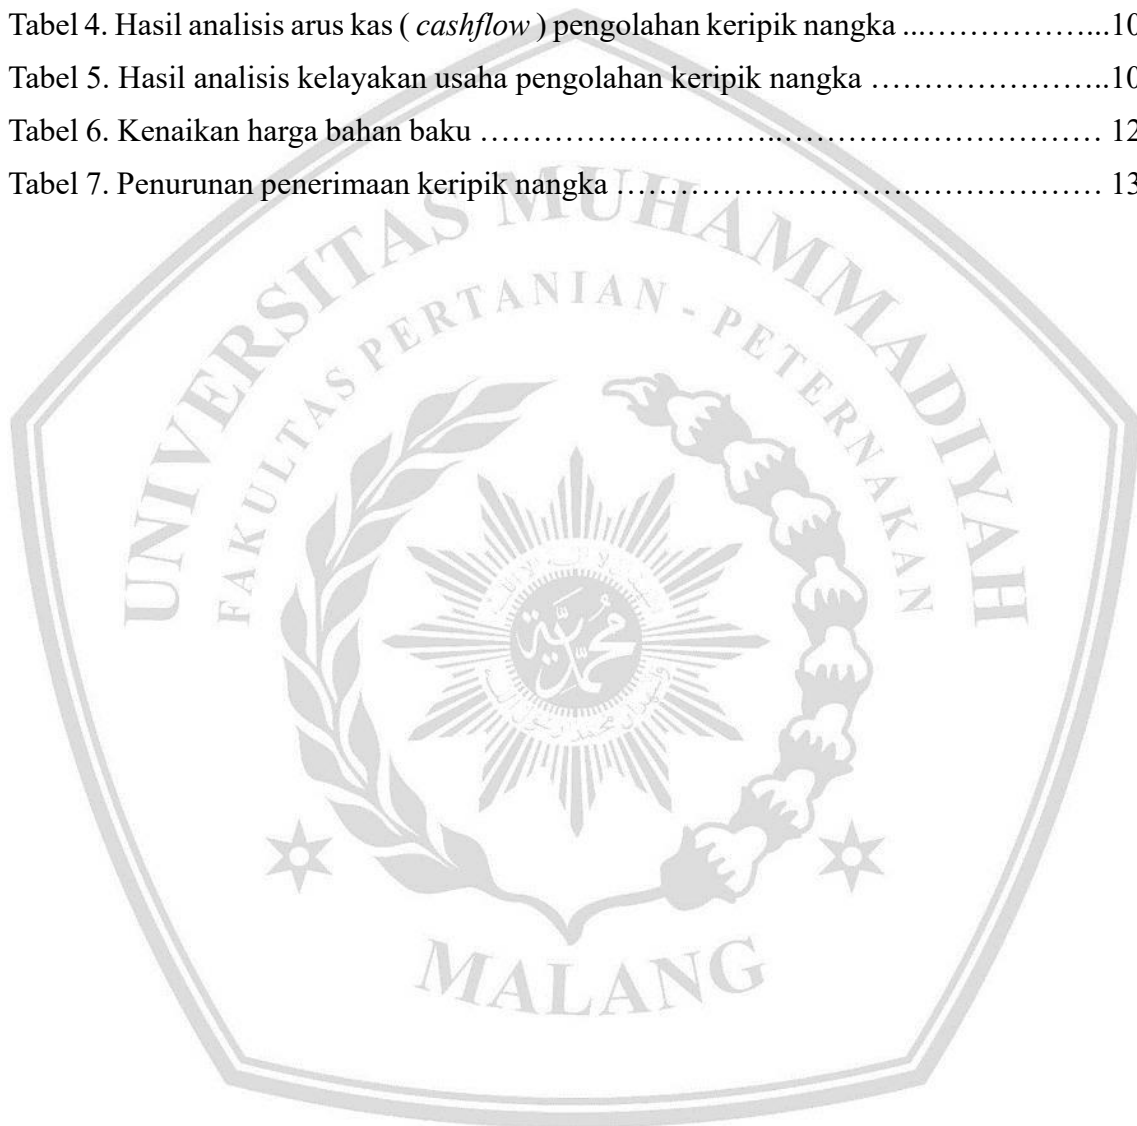 Tabel 4. Hasil analisis arus kas ( cashflow ) pengolahan keripik nangka ...……………...10
Tabel 5. Hasil analisis kelayakan usaha pengolahan keripik nangka …………………..10
Tabel 6. Kenaikan harga bahan baku ……………………………..……………………………… 12
Tabel 7. Penurunan penerimaan keripik nangka ………………………….………………… 13
UNIVERSITAS MUHAMMADIYAH
FAKULTAS PERTANIAN - PETERNAKAN
محمدية
MALANG